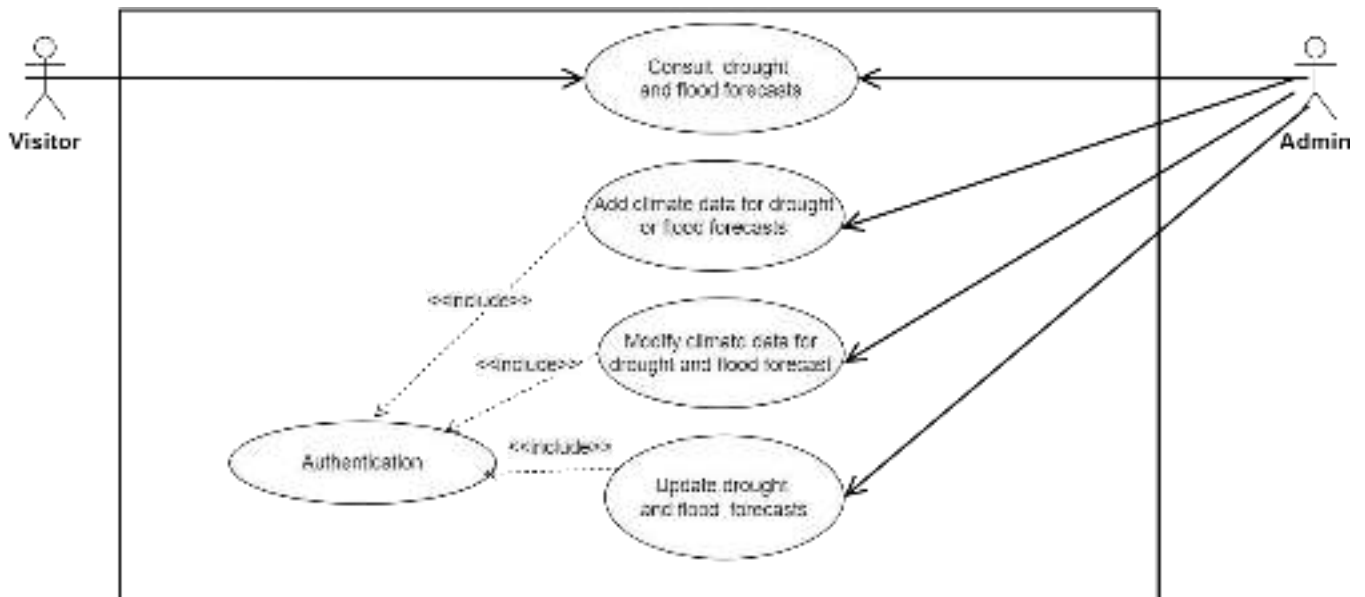 Consult drought
and flood forecasts
Visitor
Admin
Add climate data for drought
or flood forecasts
<<include>>
Modify climate data for
drought and flood forecast
<<include>>
<<include>>
Authentication
Update drought
and flood forecasts